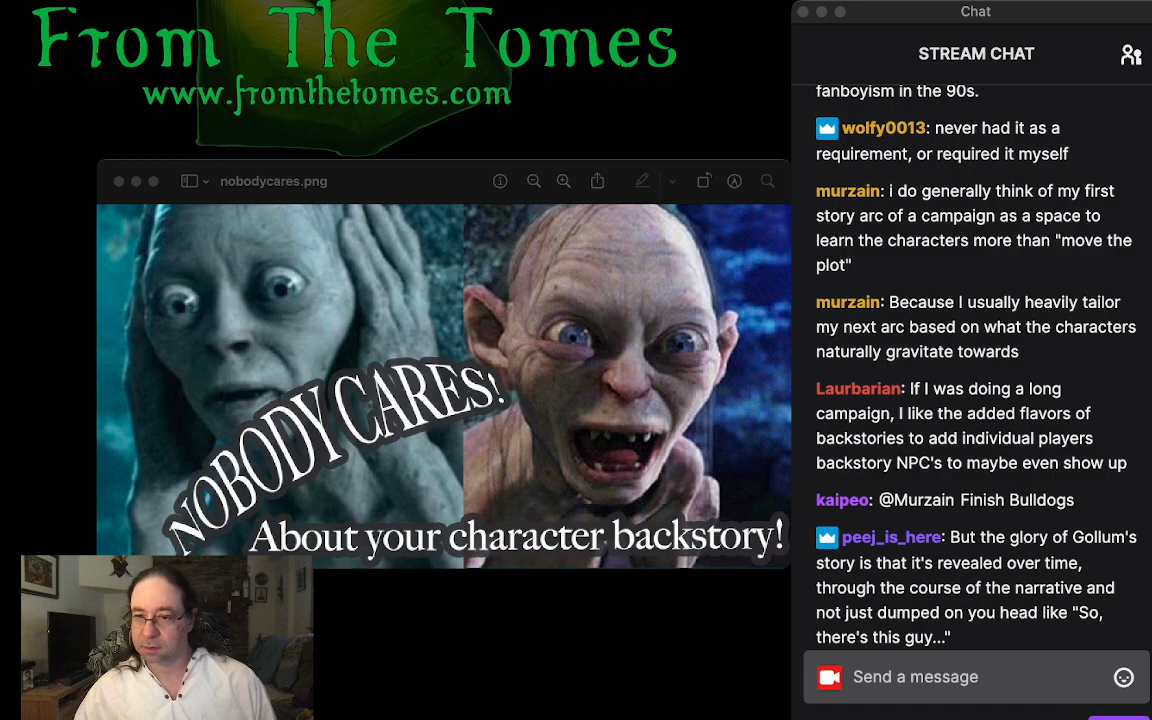 From The Tomes
www.fromthetomes.com
nobodycares.png
NOBODY CARES!
About your character backstory!
Chat
STREAM CHAT
fanboyism in the 90s.
wolfy0013: never had it as a
requirement, or required it myself
murzain: i do generally think of my first
story arc of a campaign as a space to
learn the characters more than "move the
plot"
murzain: Because I usually heavily tailor
my next arc based on what the characters
naturally gravitate towards
Laurbarian: If I was doing a long
campaign, I like the added flavors of
backstories to add individual players
backstory NPC's to maybe even show up
kaipeo: @Murzain Finish Bulldogs
peej_is_here: But the glory of Gollum's
story is that it's revealed over time,
through the course of the narrative and
not just dumped on you head like "So,
there's this guy..."
Send a message